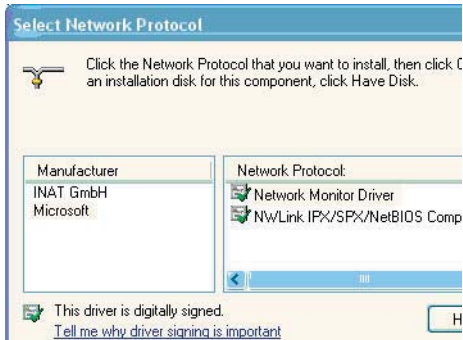 Select Network Protocol
Click the Network Protocol that you want to install, then click
an installation disk for this component, click Have Disk.
Manufacturer
INAT GmbH
Microsoft
Network Protocol:
Network Monitor Driver
NWLink IPX/SPX/NetBIOS Comp
This driver is digitally signed.
Tell me why driver signing is important
H